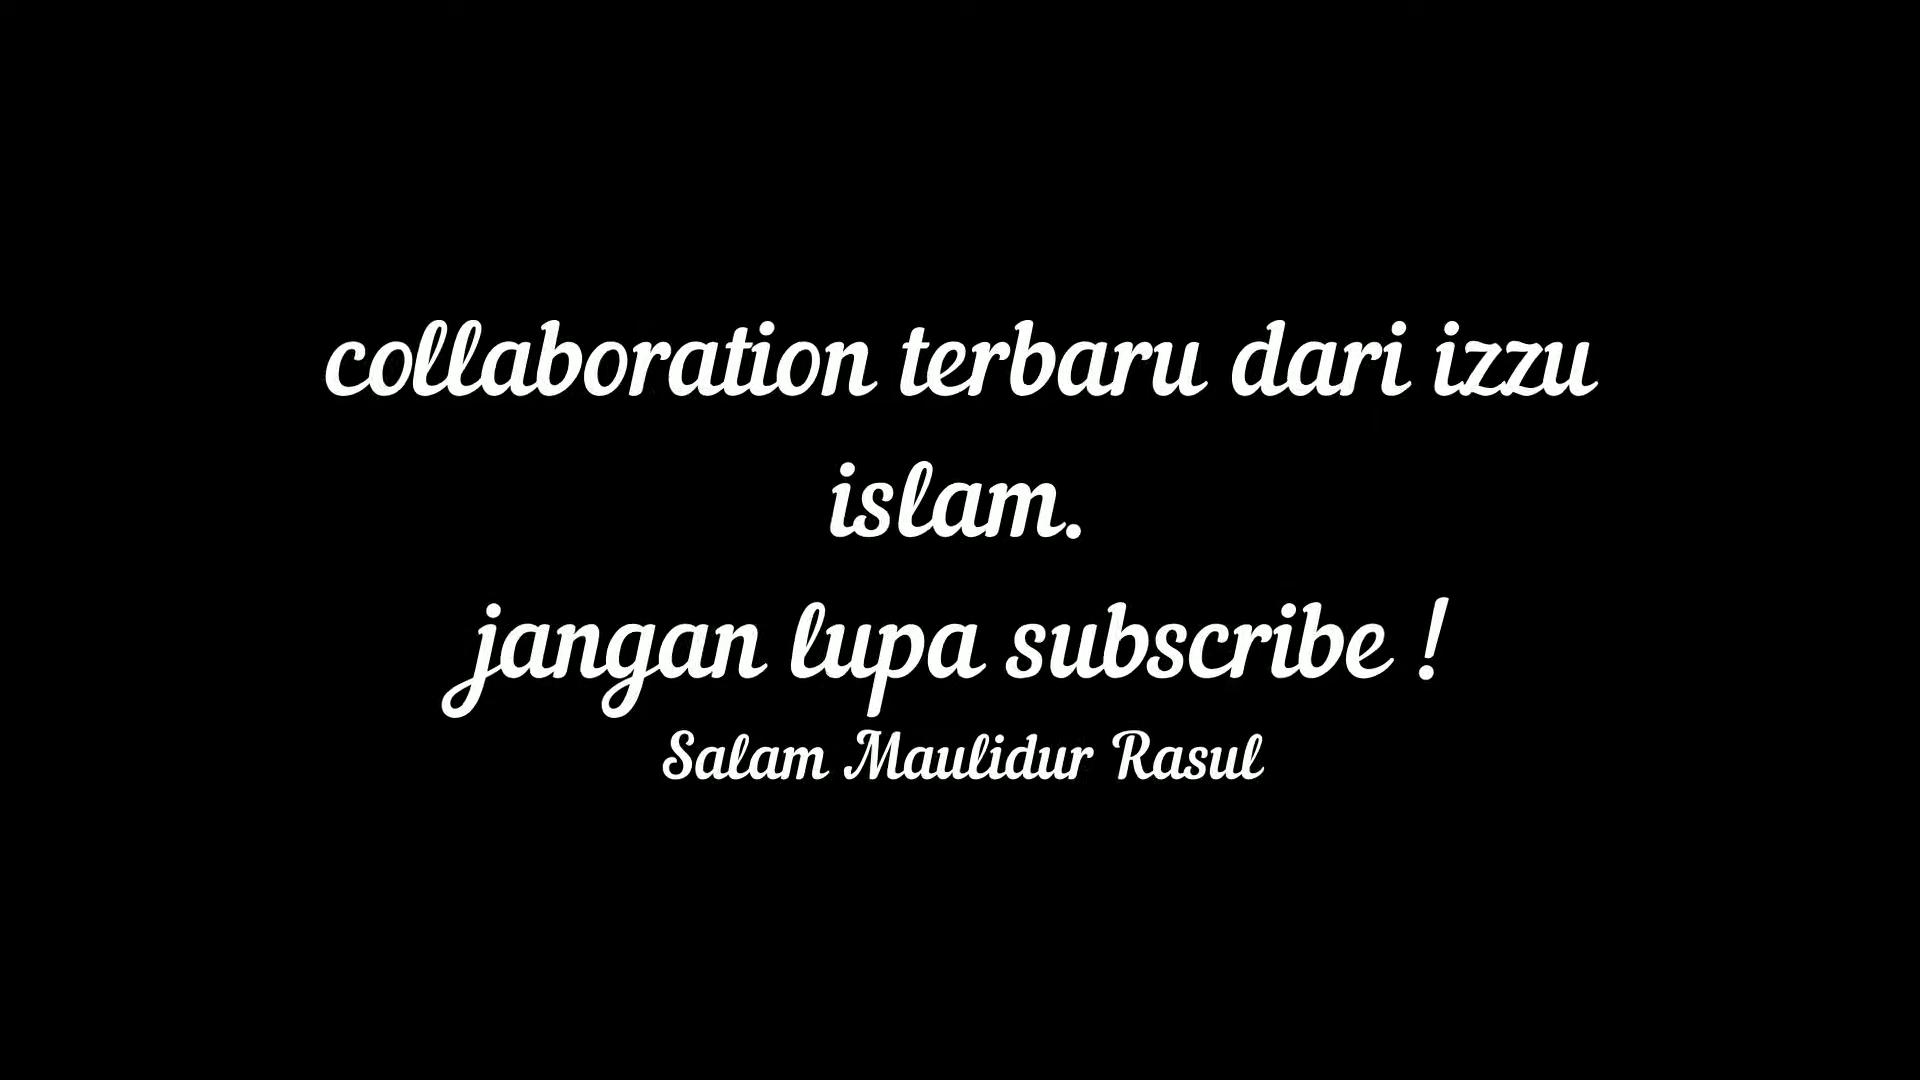 collaboration terbaru dari izzu
islam.
jangan lupa subscribe !
Salam Maulidur Rasul